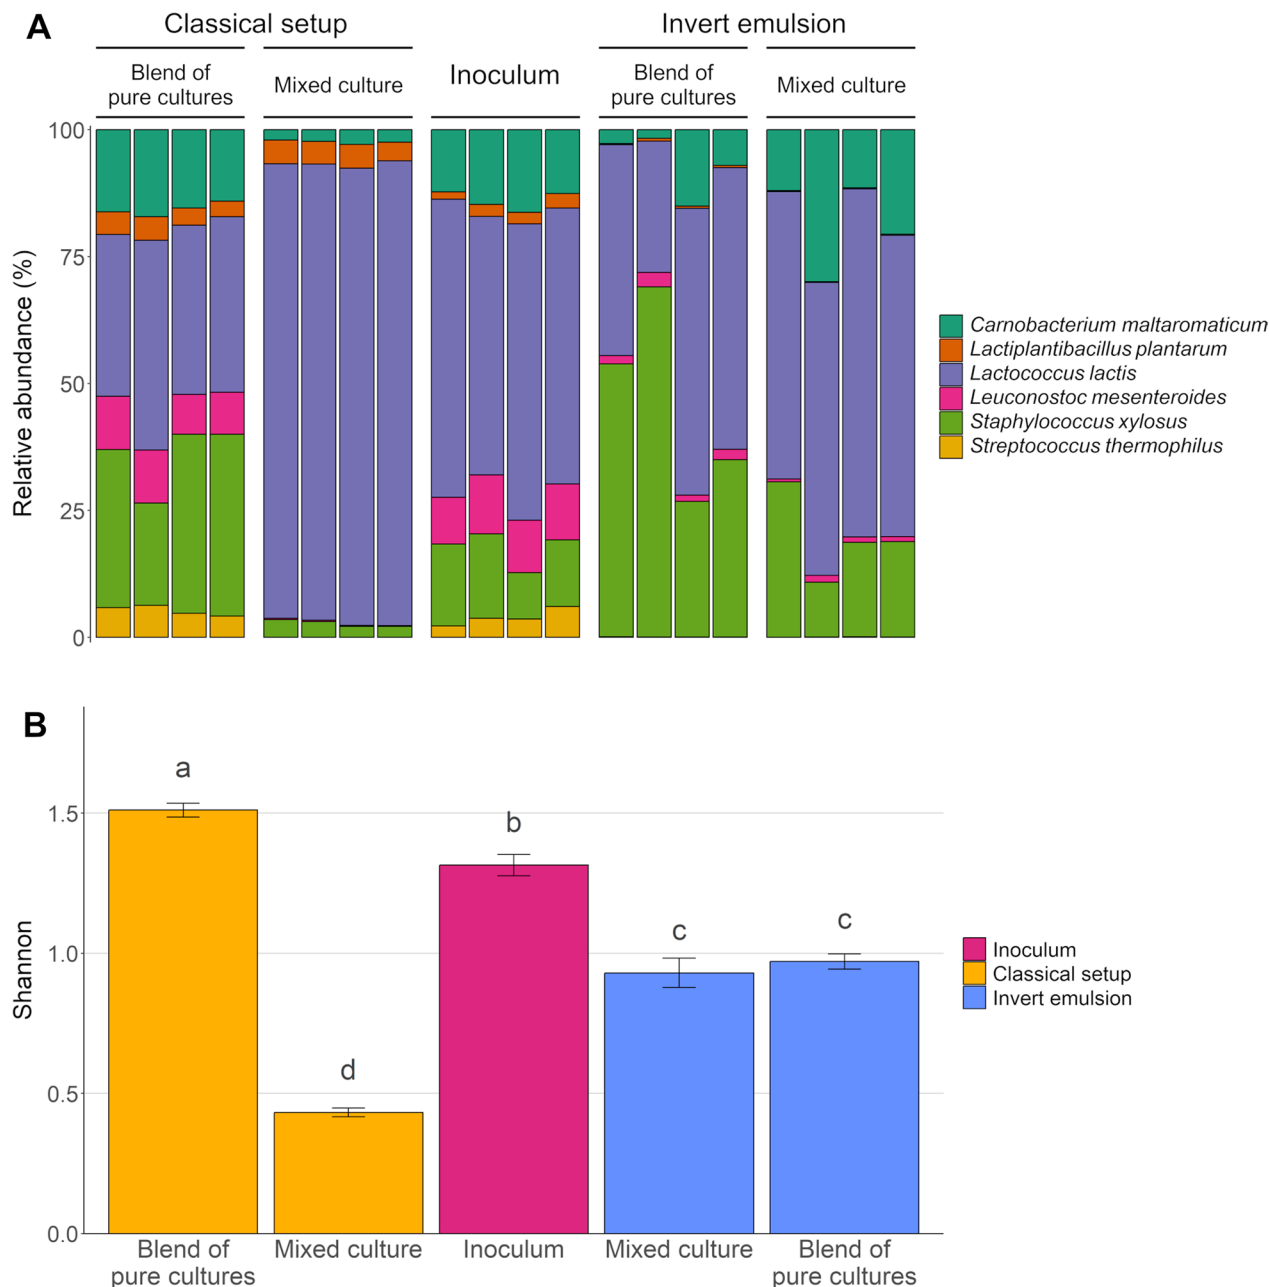 A
Classical setup
Invert emulsion
Blend of
pure cultures
Mixed culture
Inoculum
Blend of
pure cultures
Mixed culture
Relative abundance (%)
100
75
50
25
0
Carnobacterium maltaromaticum
Lactiplantibacillus plantarum
Lactococcus lactis
Leuconostoc mesenteroides
Staphylococcus xylosus
Streptococcus thermophilus
B
Shannon
1.5
1.0
0.5
0.0
a
d
b
c
c
Blend of
pure cultures
Mixed culture
Inoculum
Mixed culture
Blend of
pure cultures
Inoculum
Classical setup
Invert emulsion